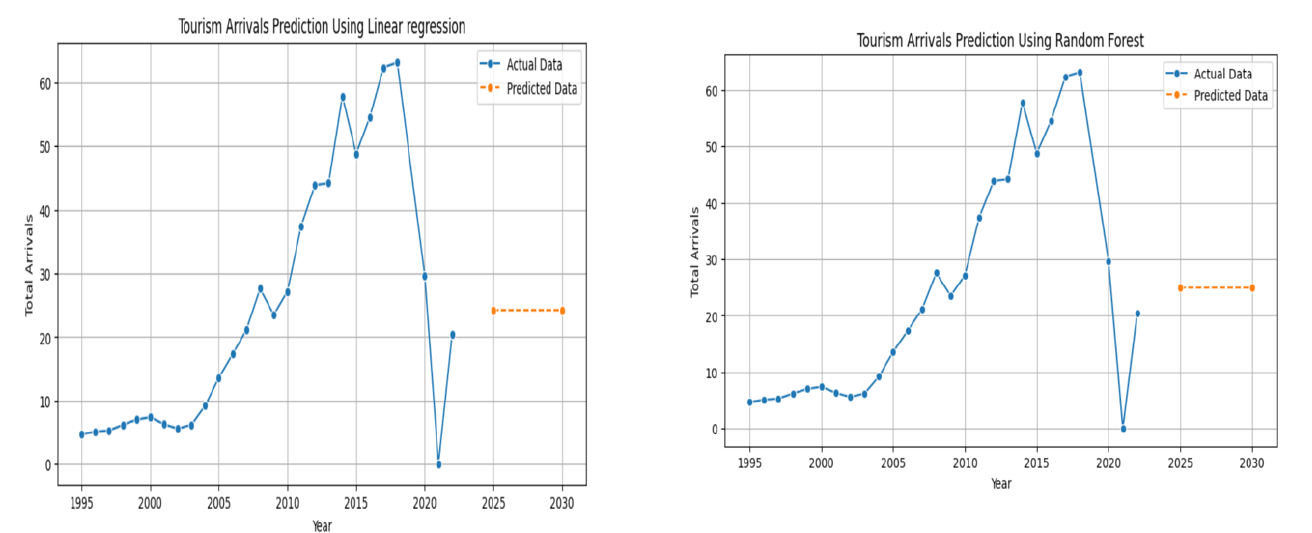 Tourism Arrivals Prediction Using Linear regression
Actual Data
Predicted Data
60
50
40
30
20
10
0
Total Arrivals
1995 2000 2005 2010 2015 2020 2025 2030
Year
Tourism Arrivals Prediction Using Random Forest
Actual Data
Predicted Data
60
50
40
30
20
10
0
Total Arrivals
1995 2000 2005 2010 2015 2020 2025 2030
Year